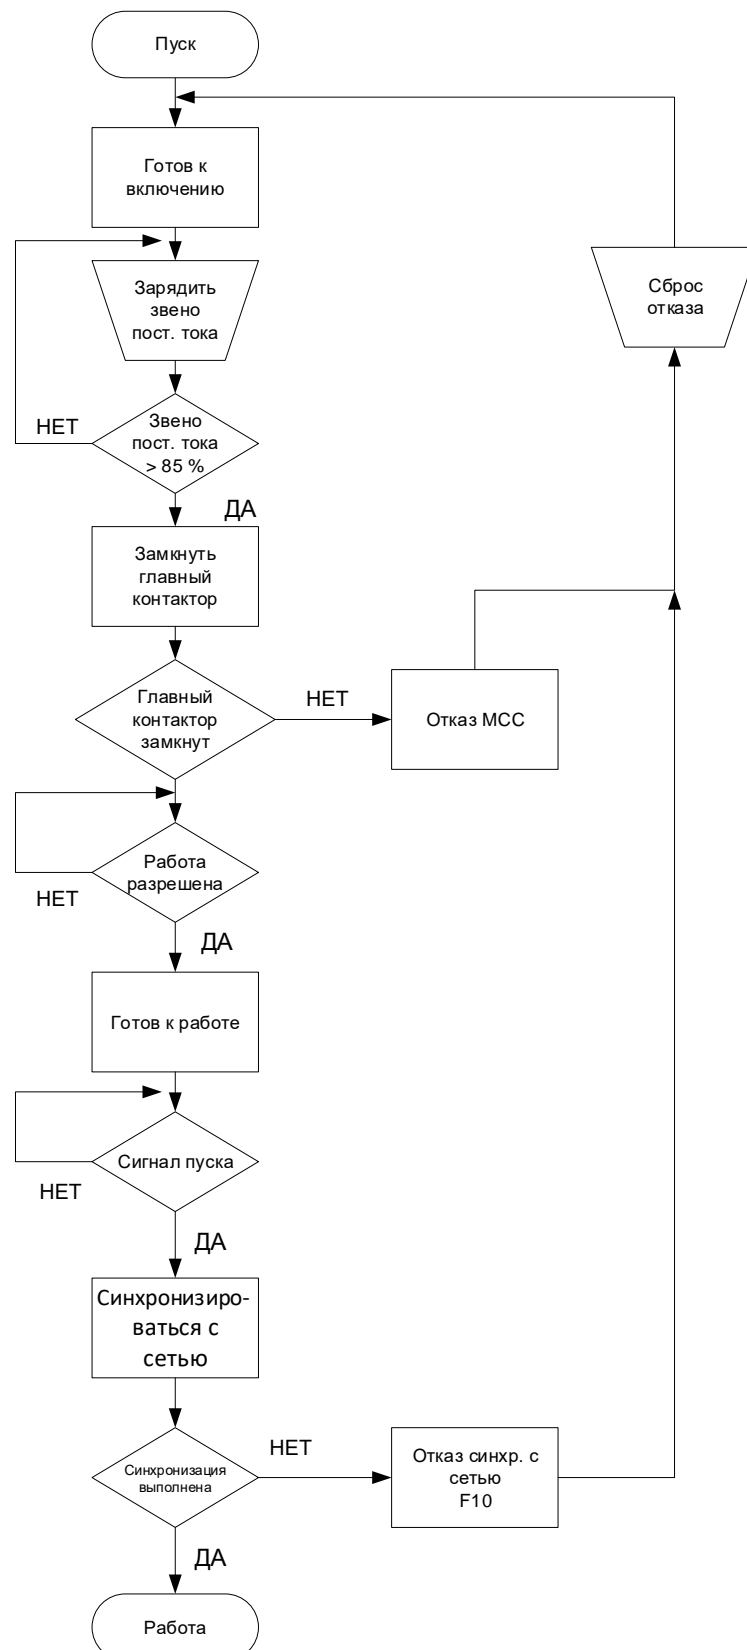 Пуск
Готов к
включению
Зарядить
звено
пост. тока
Сброс
отказа
НЕТ
Звено
пост. тока
> 85 %
ДА
Замкнуть
главный
контактор
Главный
контактор
замкнут
НЕТ
Отказ МСС
Работа
разрешена
НЕТ
ДА
Готов к работе
Сигнал пуска
НЕТ
ДА
Синхронизиро-
ваться с
сетью
Синхронизация
выполнена
НЕТ
Отказ синхр. с
сетью
F10
ДА
Работа